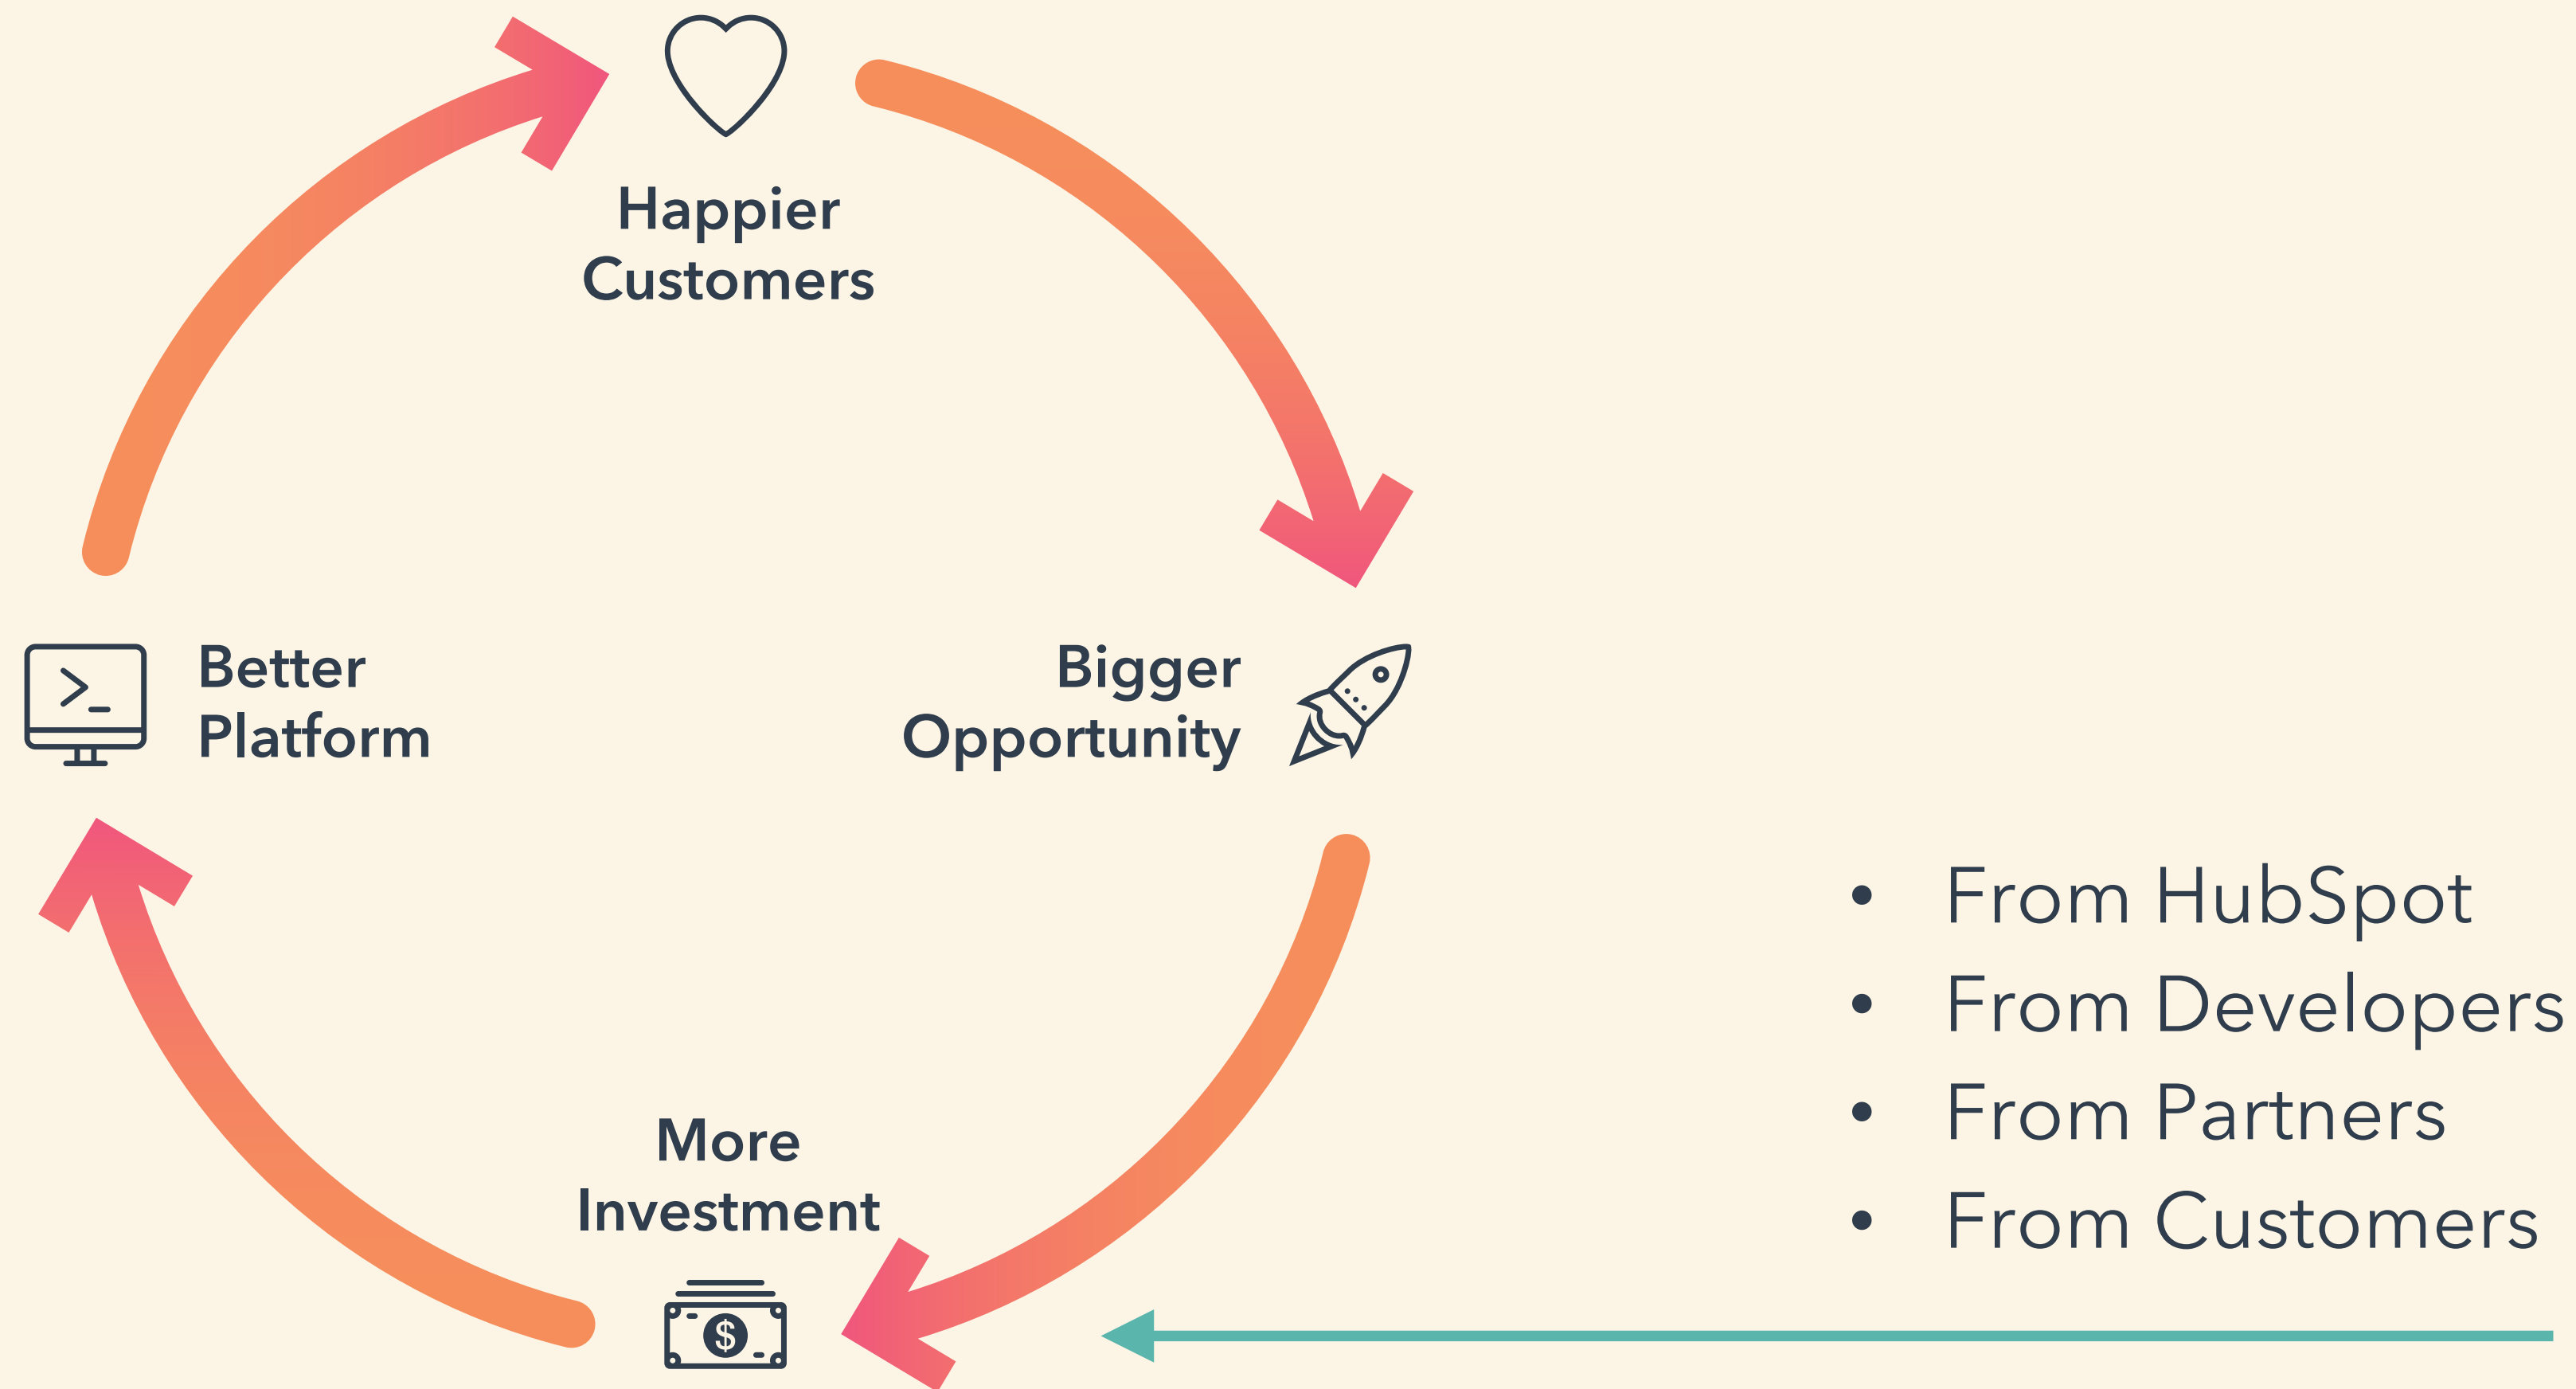 Happier
Customers
Better
Platform
Bigger
Opportunity
More
Investment
$
>_
• From HubSpot
• From Developers
• From Partners
• From Customers